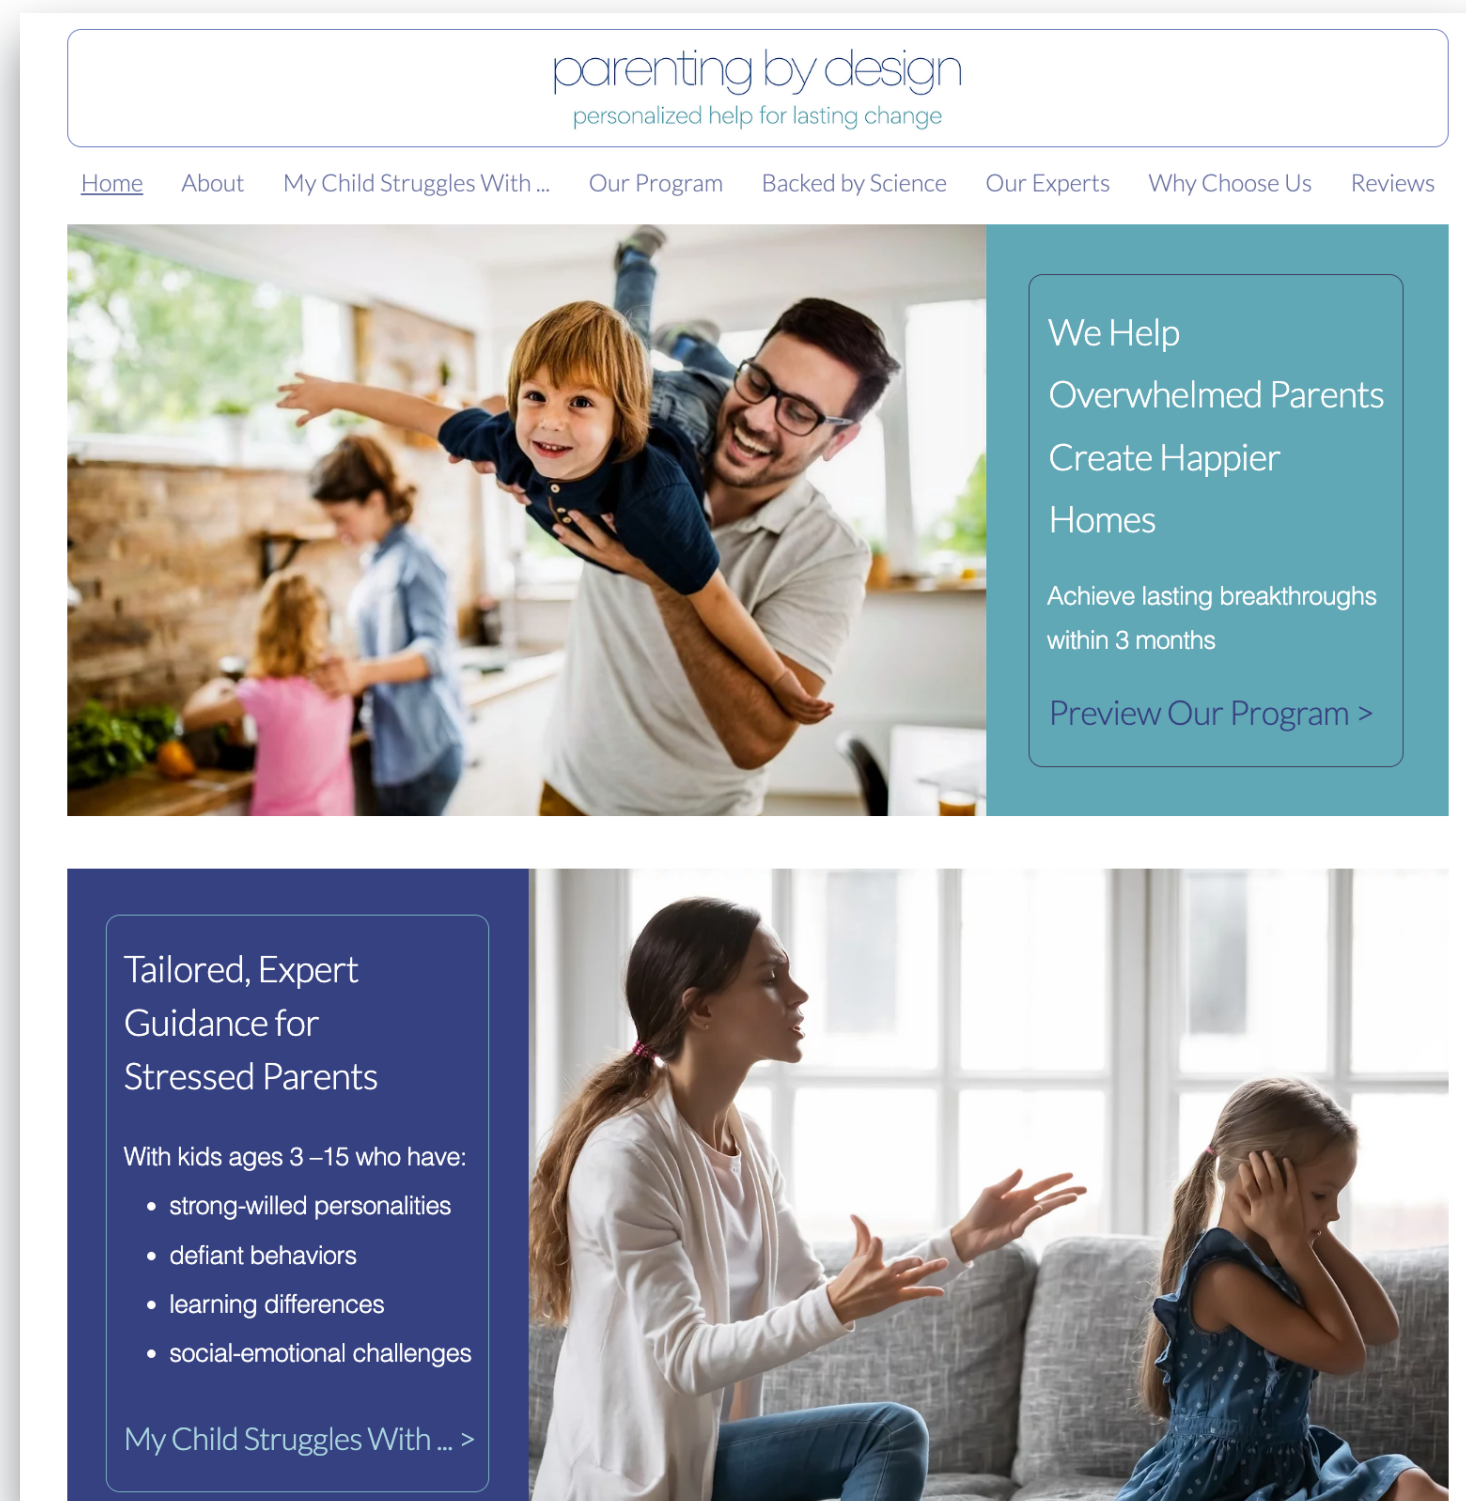 parenting by design
personalized help for lasting change
Home About My Child Struggles With ... Our Program Backed by Science Our Experts Why Choose Us Reviews
We Help
Overwhelmed Parents
Create Happier
Homes
Achieve lasting breakthroughs
within 3 months
Preview Our Program >
Tailored, Expert
Guidance for
Stressed Parents
With kids ages 3 –15 who have:
• strong-willed personalities
• defiant behaviors
• learning differences
• social-emotional challenges
My Child Struggles With ... >